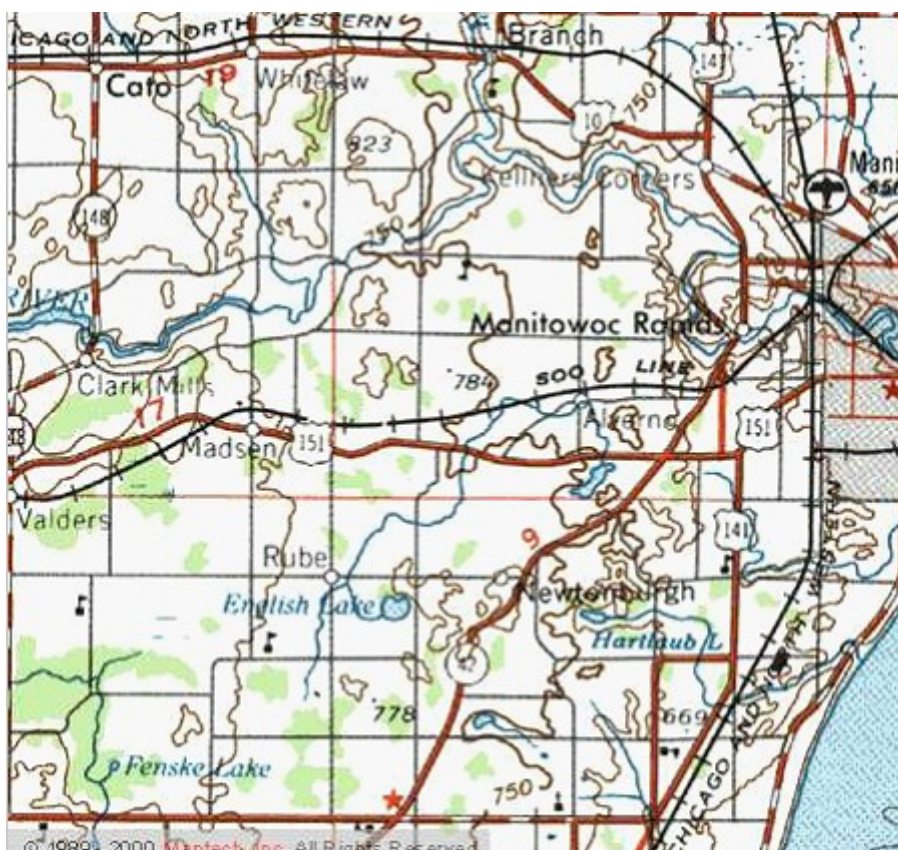 CHICAGO AND NORTH WESTERN
Branch
141
Cato
19
Whitelaw
10
750
823
Kellners Corners
Mani
650
148
750
RIVER
Manitowoc Rapids
Clark Mills
784
SOO LINE
Alverno
17
Madsen
151
151
Valders
9
141
Rube
English Lake
Newtonburgh
Hartlaub L
42
778
669
Fenske Lake
750
CHICAGO AND NORTH WESTERN
© 1989-2000 Maptech, Inc. All Rights Reserved